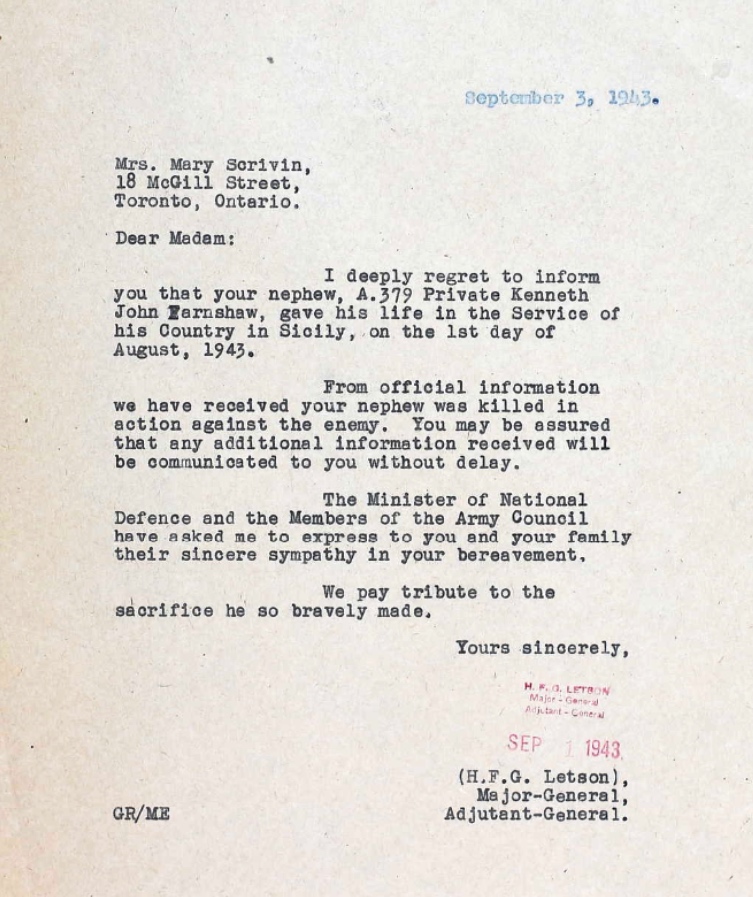 September 3, 1943.
Mrs. Mary Scrivin,
18 McGill Street,
Toronto, Ontario.
Dear Madam:
I deeply regret to inform
you that your nephew, A.379 Private Kenneth
John Earnshaw, gave his life in the Service of
his Country in Sicily, on the 1st day of
August, 1943.
From official information
we have received your nephew was killed in
action against the enemy. You may be assured
that any additional information received will
be communicated to you without delay.
The Minister of National
Defence and the Members of the Army Council
have asked me to express to you and your family
their sincere sympathy in your bereavement.
We pay tribute to the
sacrifice he so bravely made.
Yours sincerely,
H. F. G. LETSON
Major - General
Adjutant - General
SEP 1 1943
(H.F.G. Letson),
Major-General,
GR/ME Adjutant-General.